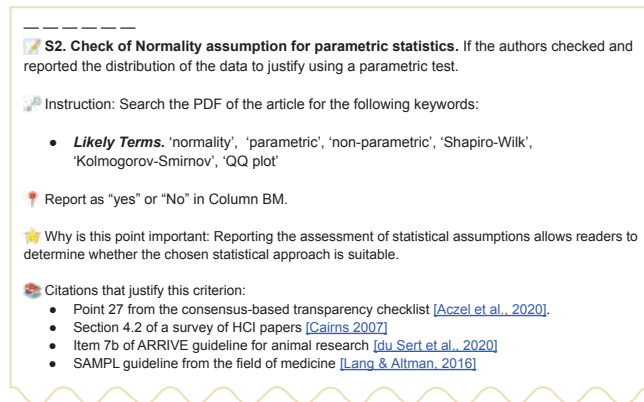 — — — — — —
📝 S2. Check of Normality assumption for parametric statistics. If the authors checked and
reported the distribution of the data to justify using a parametric test.
🔎 Instruction: Search the PDF of the article for the following keywords:
● Likely Terms. ‘normality’, ‘parametric’, ‘non-parametric’, ‘Shapiro-Wilk’,
‘Kolmogorov-Smirnov’, ‘QQ plot’
📍 Report as “yes” or “No” in Column BM.
🌟 Why is this point important: Reporting the assessment of statistical assumptions allows readers to
determine whether the chosen statistical approach is suitable.
📚 Citations that justify this criterion:
● Point 27 from the consensus-based transparency checklist [Aczel et al., 2020].
● Section 4.2 of a survey of HCI papers [Cairns 2007]
● Item 7b of ARRIVE guideline for animal research [du Sert et al., 2020]
● SAMPL guideline from the field of medicine [Lang & Altman, 2016]